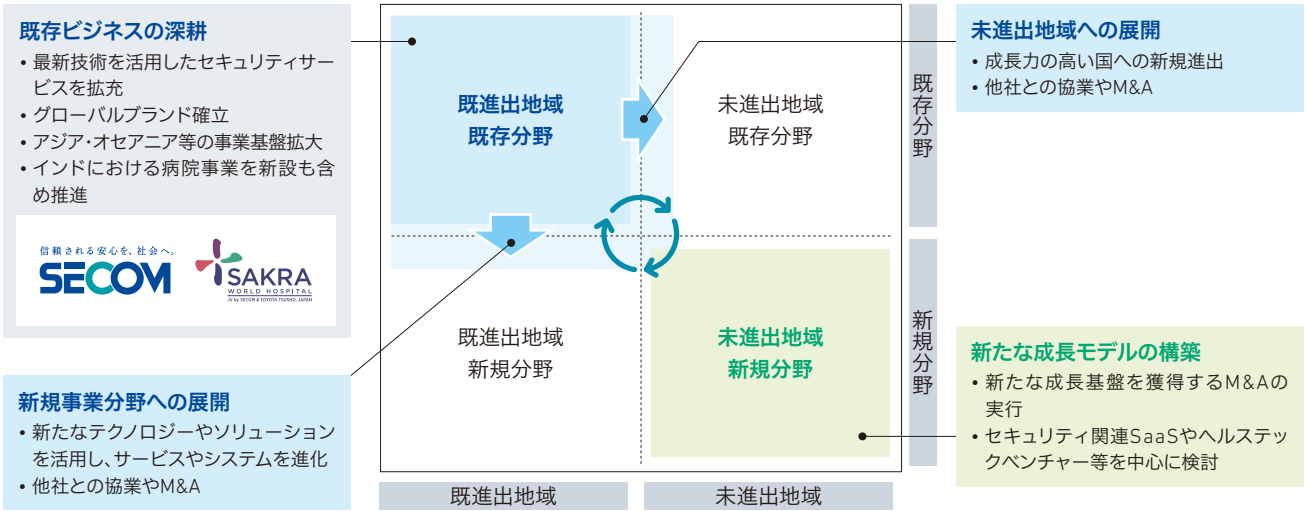 既存ビジネスの深耕
• 最新技術を活用したセキュリティサー
ビスを拡充
• グローバルブランド確立
• アジア・オセアニア等の事業基盤拡大
• インドにおける病院事業を新設も含
め推進
信頼される安心を、社会へ。
SECOM
SAKRA
WORLD HOSPITAL
JV by SECOM & TOYOTA TSUSHO, JAPAN
新規事業分野への展開
• 新たなテクノロジーやソリューション
を活用し、サービスやシステムを進化
• 他社との協業やM&A
既進出地域
既存分野
未進出地域
既存分野
既進出地域
新規分野
未進出地域
新規分野
既存分野
新規分野
既進出地域
未進出地域
未進出地域への展開
• 成長力の高い国への新規進出
• 他社との協業やM&A
新たな成長モデルの構築
• 新たな成長基盤を獲得するM&Aの
実行
• セキュリティ関連SaaSやヘルステッ
クベンチャー等を中心に検討